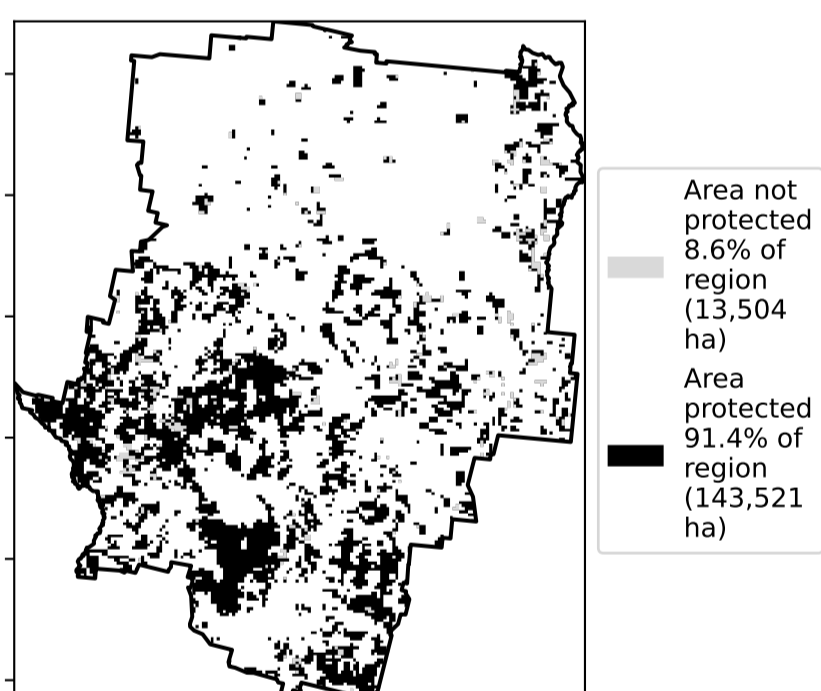 Area not
protected
8.6% of
region
(13,504
ha)
Area
protected
91.4% of
region
(143,521
ha)